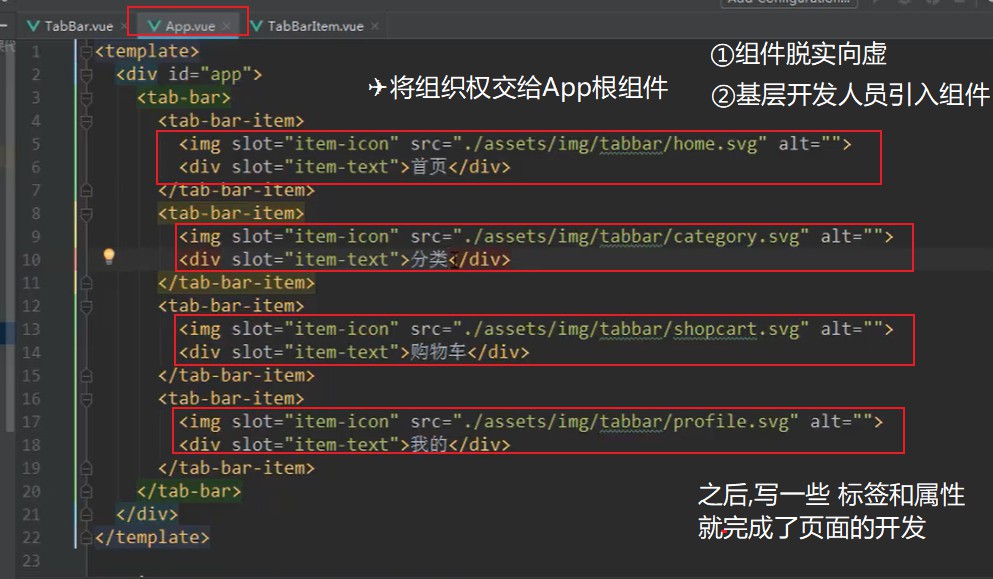 Add Configuration...
TabBar.vue × App.vue × TabBarItem.vue ×
1 <template>
①组件脱实向虚
2 <div id="app">
✈将组织权交给App根组件
3 <tab-bar>
②基层开发人员引入组件
4 <tab-bar-item>
5 <img slot="item-icon" src="./assets/img/tabbar/home.svg" alt="">
6 <div slot="item-text">首页</div>
7 </tab-bar-item>
8 <tab-bar-item>
9 <img slot="item-icon" src="./assets/img/tabbar/category.svg" alt="">
10 <div slot="item-text">分类</div>
11 </tab-bar-item>
12 <tab-bar-item>
13 <img slot="item-icon" src="./assets/img/tabbar/shopcart.svg" alt="">
14 <div slot="item-text">购物车</div>
15 </tab-bar-item>
16 <tab-bar-item>
17 <img slot="item-icon" src="./assets/img/tabbar/profile.svg" alt="">
18 <div slot="item-text">我的</div>
19 </tab-bar-item>
20 </tab-bar>
21 </div>
22 </template>
23
之后,写一些 标签和属性
就完成了页面的开发